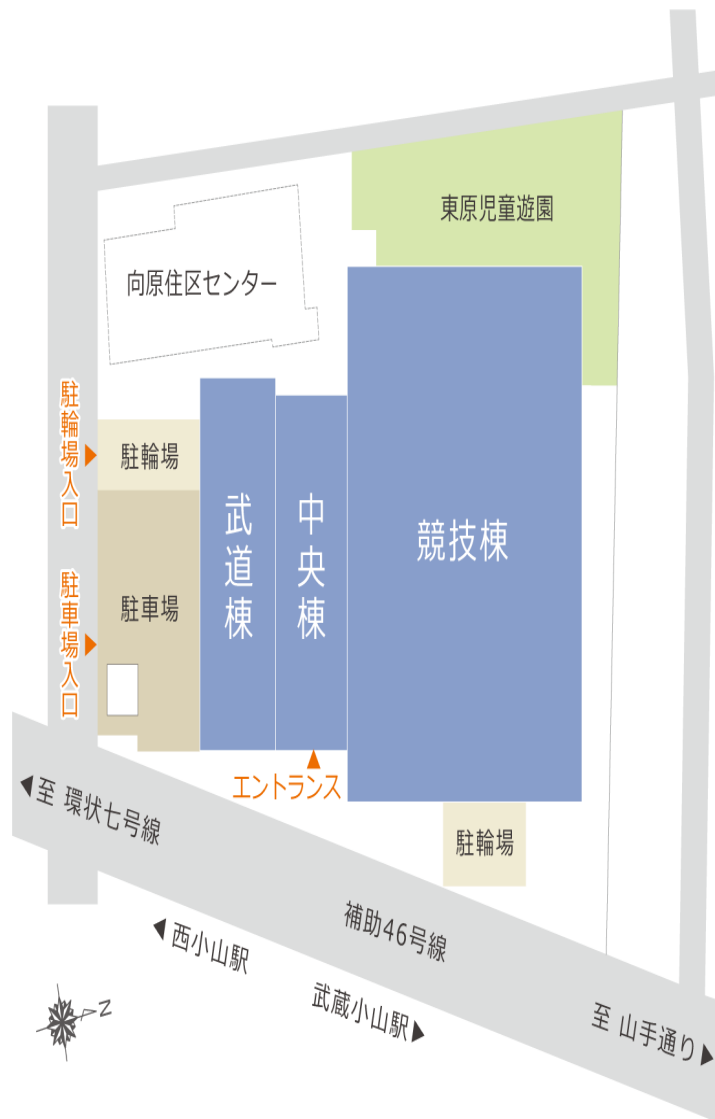 東原児童遊園
向原住区センター
駐輪場入口
駐輪場
武道棟
中央棟
競技棟
駐車場入口
駐車場
エントランス
至 環状七号線
駐輪場
補助46号線
西小山駅
武蔵小山駅
至 山手通り
N